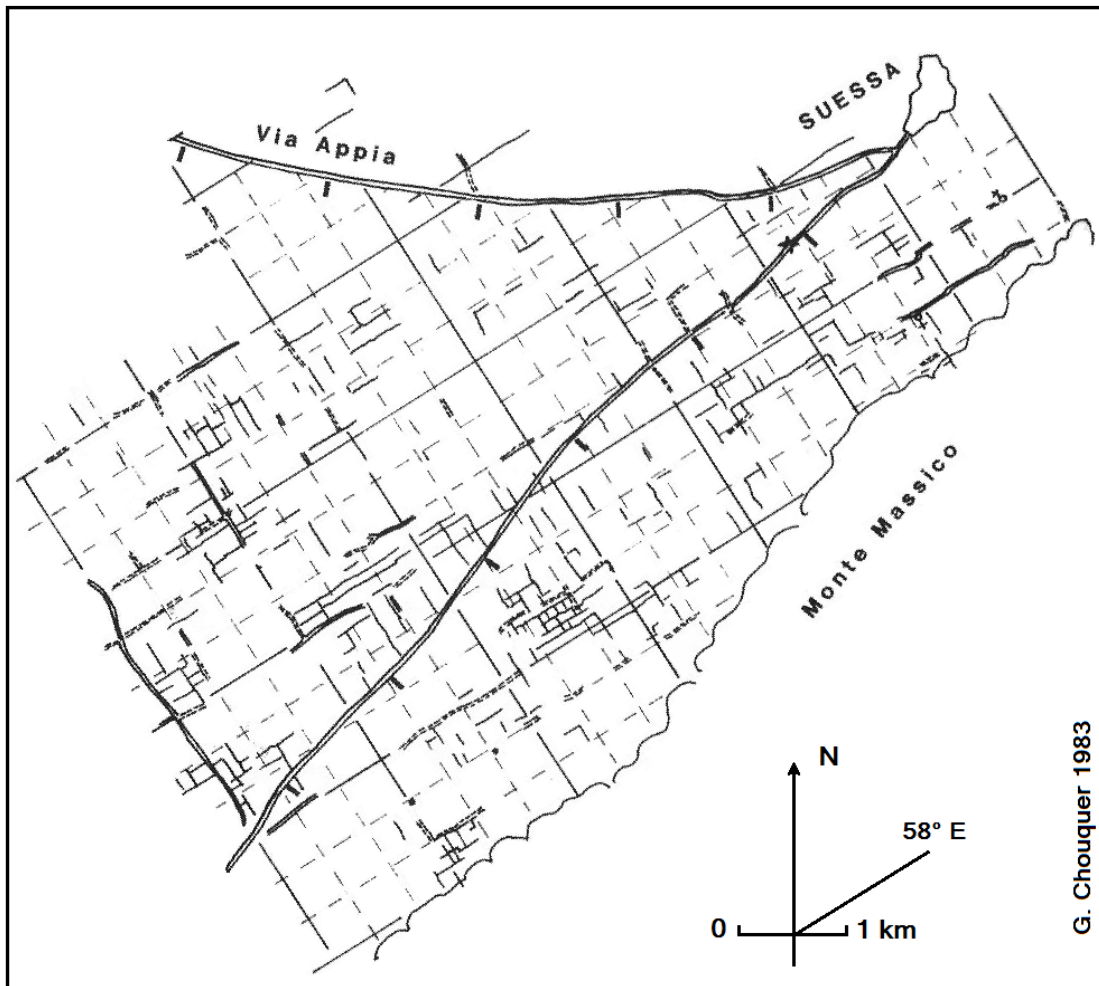 SUESSA
Via Appia
Monte Massico
N
58° E
0 1 km
G. Chouquer 1983